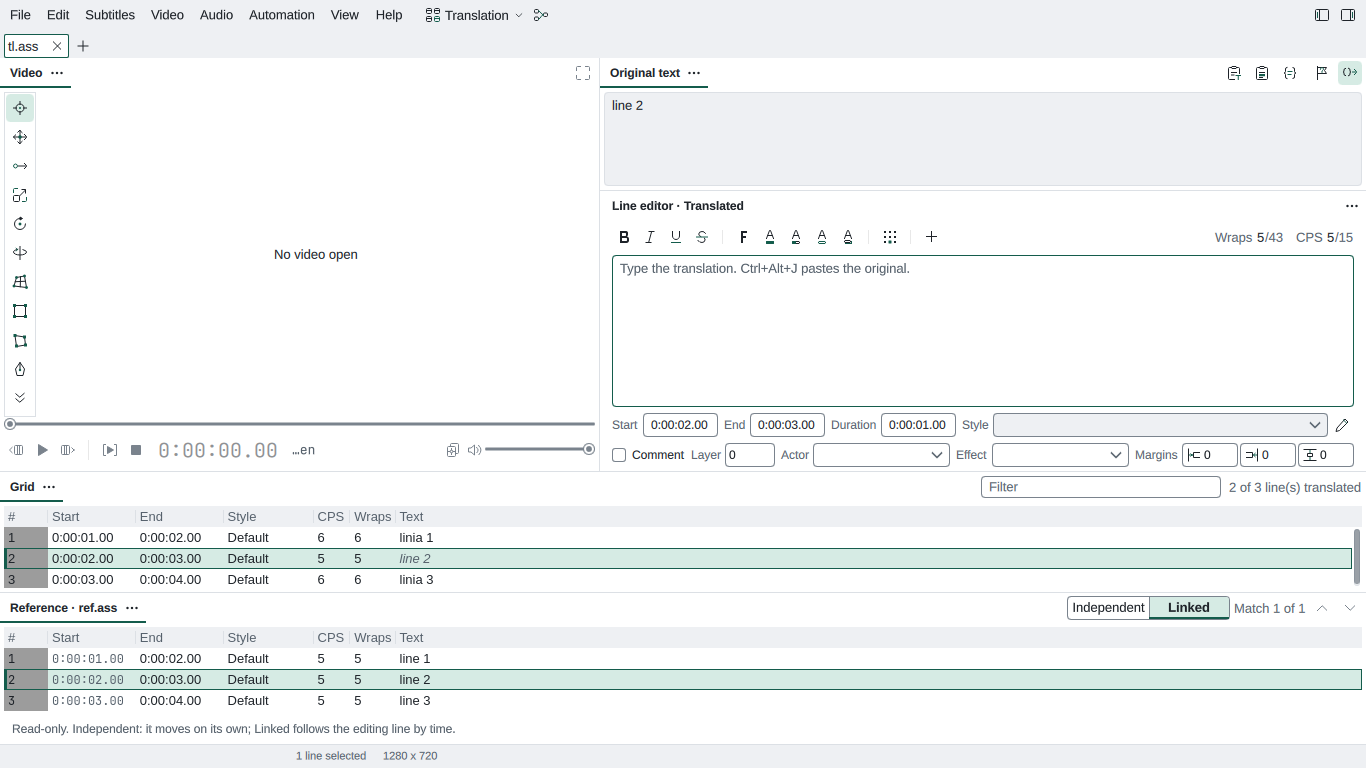 File Edit Subtitles Video Audio Automation View Help Translation
tl.ass
Video
No video open
0:00:00.00 …en
Original text
line 2
Line editor · Translated
B I U S F A A A A Wraps 5/43 CPS 5/15
Type the translation. Ctrl+Alt+J pastes the original.
Start 0:00:02.00 End 0:00:03.00 Duration 0:00:01.00 Style
Comment Layer 0 Actor Effect Margins 0 0 0
Grid Filter 2 of 3 line(s) translated
# Start End Style CPS Wraps Text
1 0:00:01.00 0:00:02.00 Default 6 6 linia 1
2 0:00:02.00 0:00:03.00 Default 5 5 line 2
3 0:00:03.00 0:00:04.00 Default 6 6 linia 3
Reference · ref.ass Independent Linked Match 1 of 1
# Start End Style CPS Wraps Text
1 0:00:01.00 0:00:02.00 Default 5 5 line 1
2 0:00:02.00 0:00:03.00 Default 5 5 line 2
3 0:00:03.00 0:00:04.00 Default 5 5 line 3
Read-only. Independent: it moves on its own; Linked follows the editing line by time.
1 line selected 1280 x 720